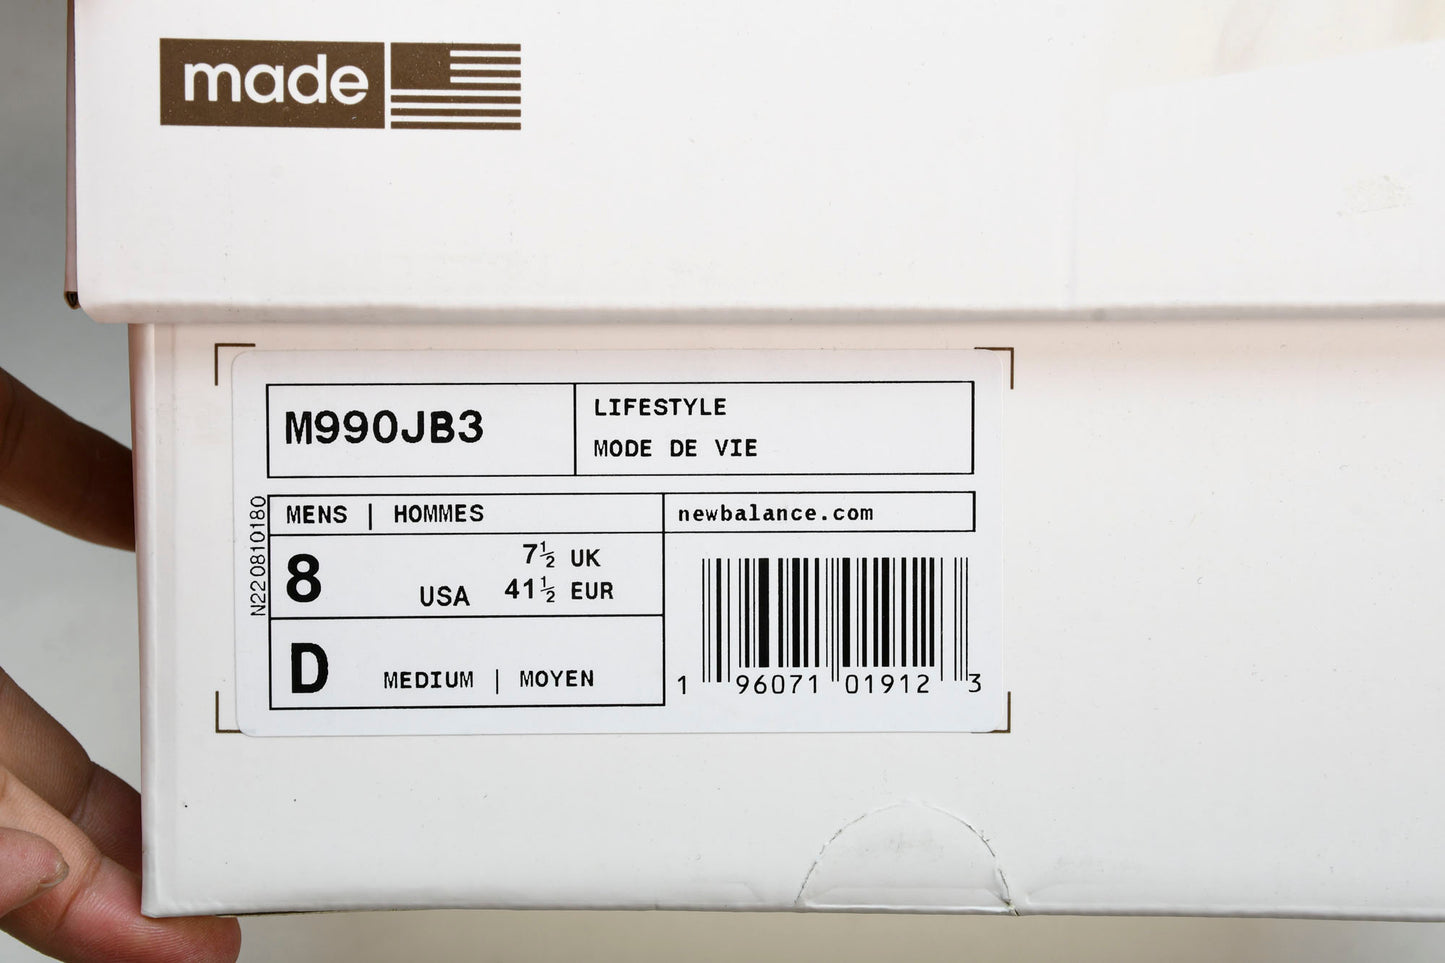 made
M990JB3
LIFESTYLE
MODE DE VIE
N220810180
MENS | HOMMES
newbalance.com
8
USA
7½ UK
41½ EUR
D
MEDIUM | MOYEN
1 96071 01912 3